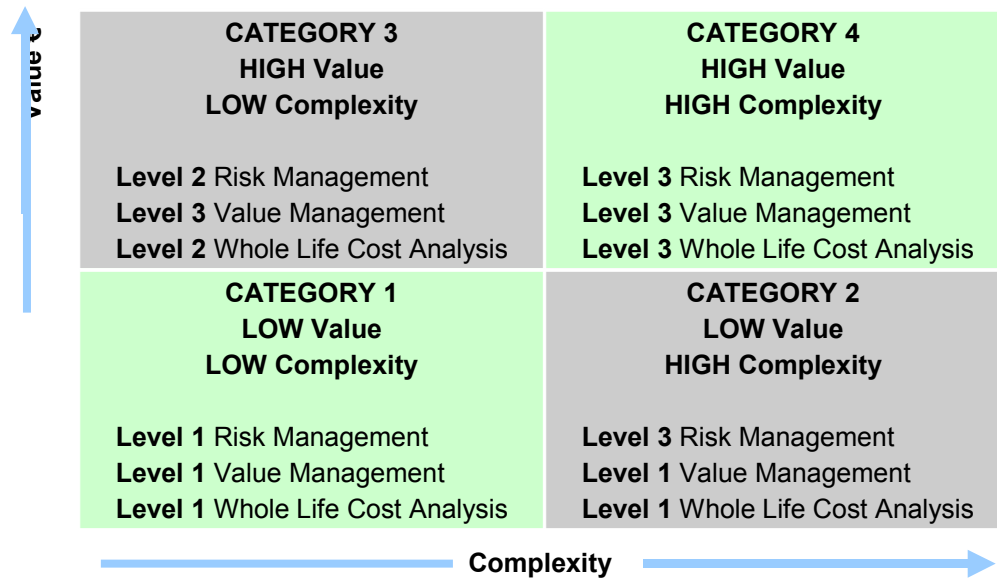 Value €
CATEGORY 3
HIGH Value
LOW Complexity
Level 2 Risk Management
Level 3 Value Management
Level 2 Whole Life Cost Analysis
CATEGORY 4
HIGH Value
HIGH Complexity
Level 3 Risk Management
Level 3 Value Management
Level 3 Whole Life Cost Analysis
CATEGORY 1
LOW Value
LOW Complexity
Level 1 Risk Management
Level 1 Value Management
Level 1 Whole Life Cost Analysis
CATEGORY 2
LOW Value
HIGH Complexity
Level 3 Risk Management
Level 1 Value Management
Level 1 Whole Life Cost Analysis
Complexity